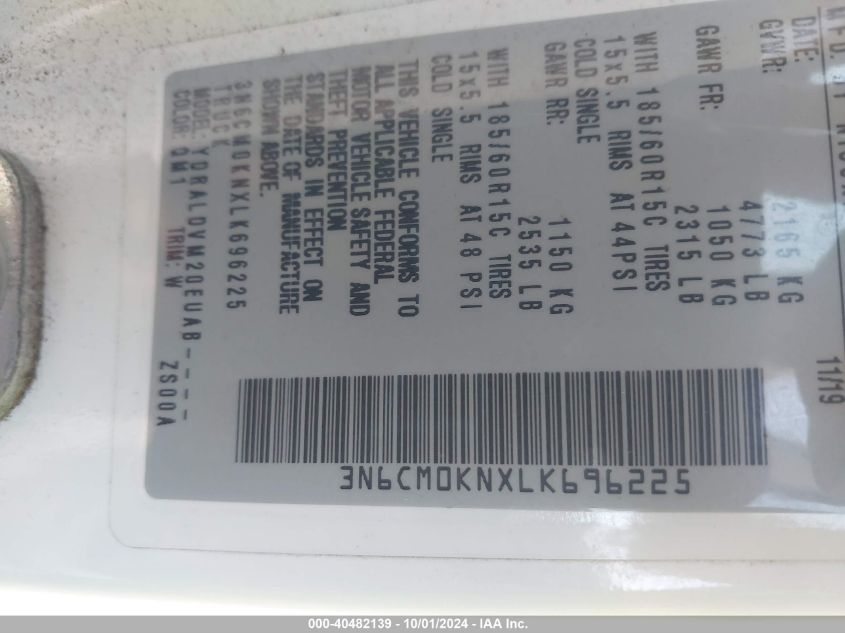 DATE: 11/19
GVWR: 2165 KG
4773 LB
GAWR FR: 1050 KG
2315 LB
WITH 185/60R15C TIRES
15x5.5 RIMS AT 44PSI
COLD SINGLE
GAWR RR: 1150 KG
2535 LB
WITH 185/60R15C TIRES
15x5.5 RIMS AT 48 PSI
COLD SINGLE
THIS VEHICLE CONFORMS TO
ALL APPLICABLE FEDERAL
MOTOR VEHICLE SAFETY AND
THEFT PREVENTION
STANDARDS IN EFFECT ON
THE DATE OF MANUFACTURE
SHOWN ABOVE.
3N6CM0KNXLK696225
TRUCK
MODEL: YQRALQVM20EUAB-----
COLOR: QM1 TRIM: W ZS00A
3N6CM0KNXLK696225
000-40482139 - 10/01/2024 - IAA Inc.